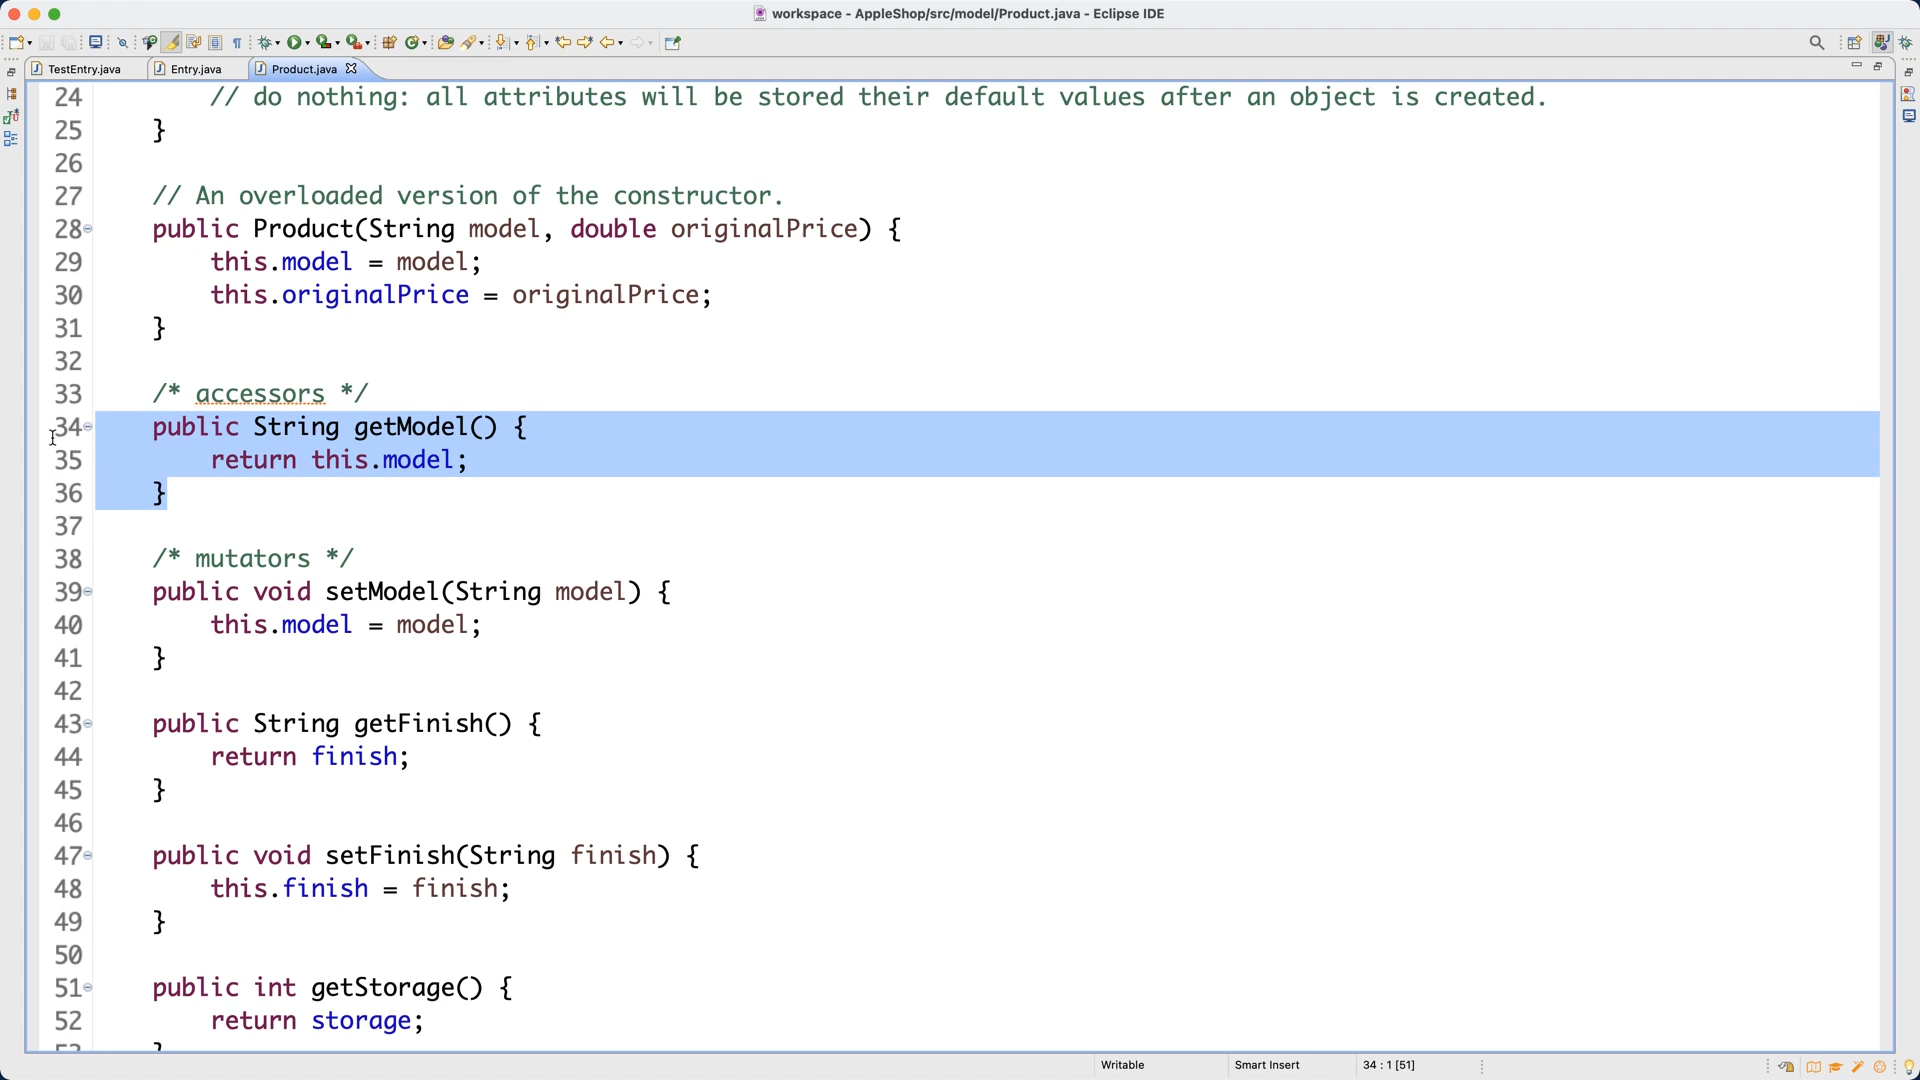 workspace - AppleShop/src/model/Product.java - Eclipse IDE
TestEntry.java
Entry.java
Product.java
24 // do nothing: all attributes will be stored their default values after an object is created.
25 }
26
27 // An overloaded version of the constructor.
28 public Product(String model, double originalPrice) {
29 this.model = model;
30 this.originalPrice = originalPrice;
31 }
32
33 /* accessors */
34 public String getModel() {
35 return this.model;
36 }
37
38 /* mutators */
39 public void setModel(String model) {
40 this.model = model;
41 }
42
43 public String getFinish() {
44 return finish;
45 }
46
47 public void setFinish(String finish) {
48 this.finish = finish;
49 }
50
51 public int getStorage() {
52 return storage;
53 }
Writable
Smart Insert
34 : 1 [51]